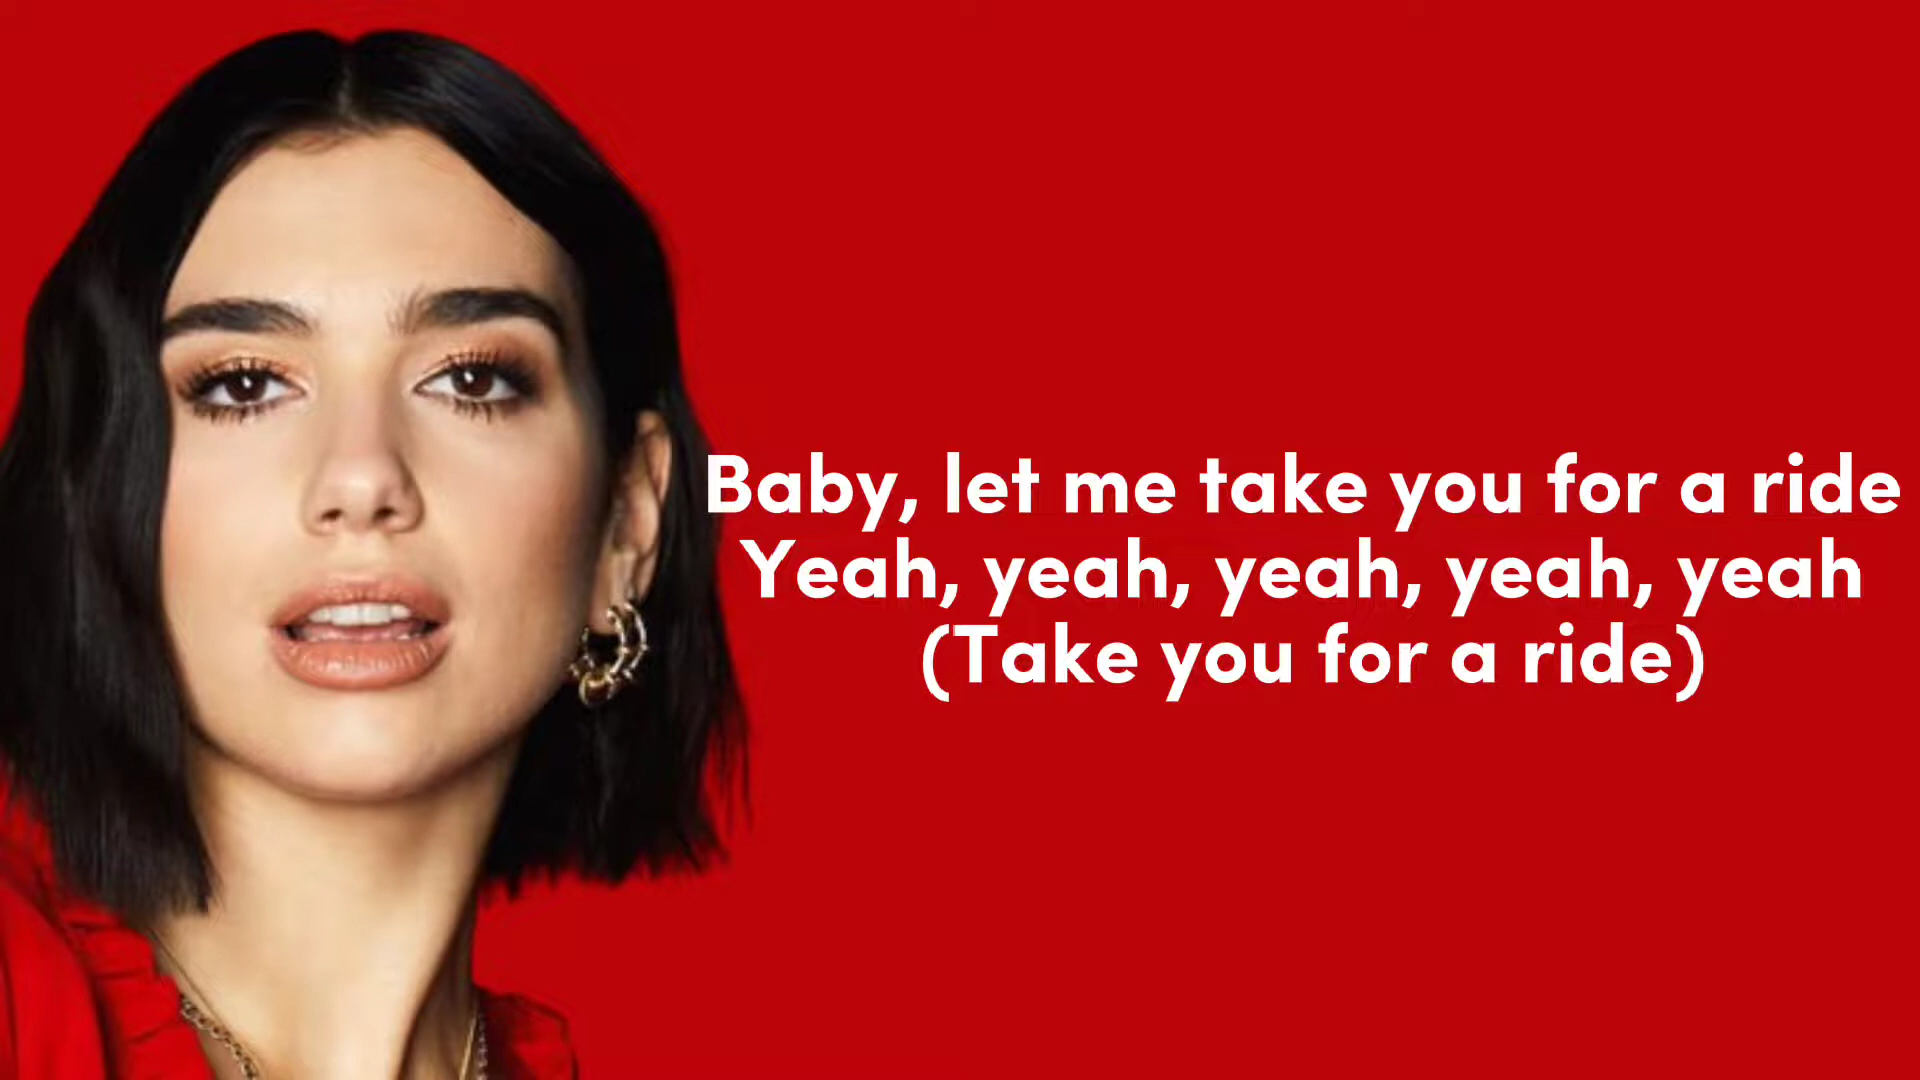 Baby, let me take you for a ride
Yeah, yeah, yeah, yeah, yeah
(Take you for a ride)